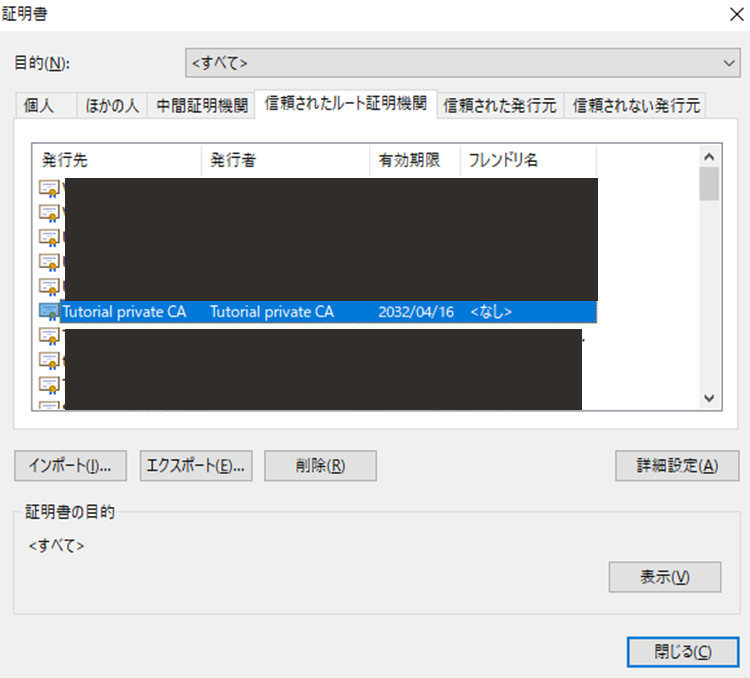 証明書
目的(N): <すべて>
個人 ほかの人 中間証明機関 信頼されたルート証明機関 信頼された発行元 信頼されない発行元
発行先 発行者 有効期限 フレンドリ名
Tutorial private CA Tutorial private CA 2032/04/16 <なし>
インポート(I)... エクスポート(E)... 削除(R) 詳細設定(A)
証明書の目的
<すべて>
表示(V)
閉じる(C)